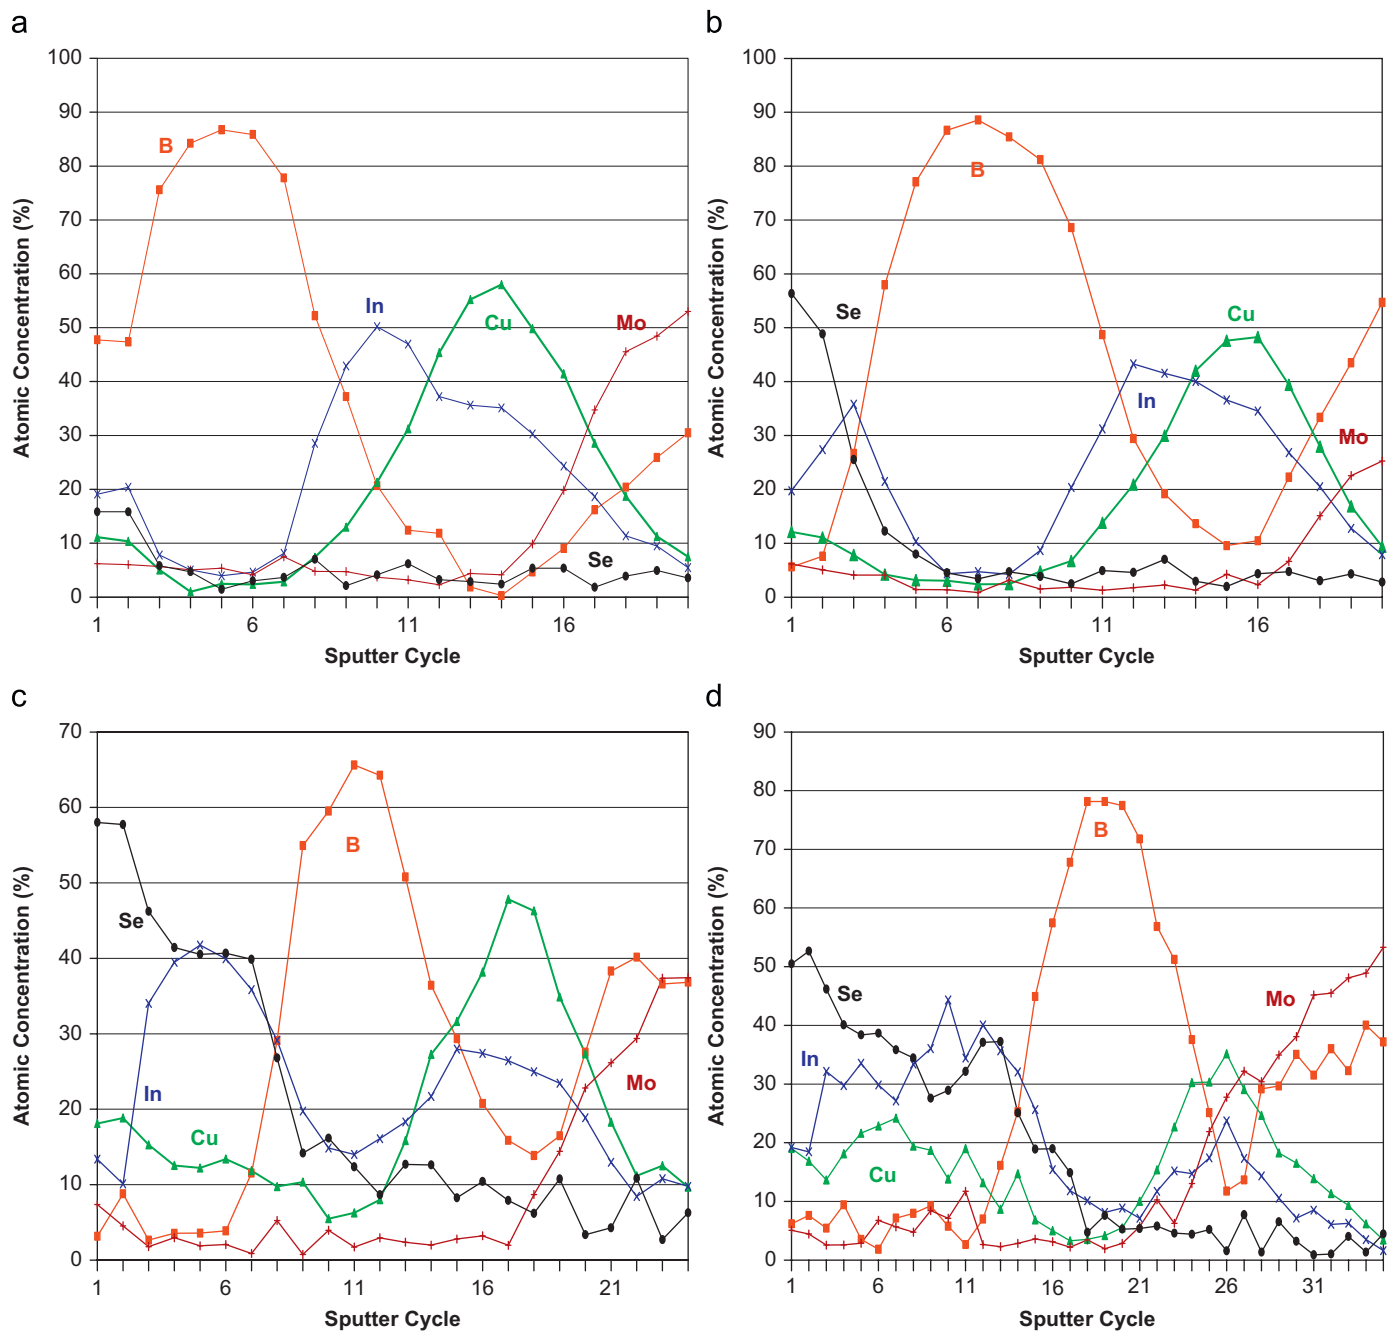 a
100
90
80
70
60
50
40
30
20
10
0
Atomic Concentration (%)
B
In
Cu
Mo
Se
1 6 11 16
Sputter Cycle
b
100
90
80
70
60
50
40
30
20
10
0
Atomic Concentration (%)
B
Se
Cu
In
Mo
1 6 11 16
Sputter Cycle
c
70
60
50
40
30
20
10
0
Atomic Concentration (%)
B
Se
In
Cu
Mo
1 6 11 16 21
Sputter Cycle
d
90
80
70
60
50
40
30
20
10
0
Atomic Concentration (%)
B
Se
Mo
In
Cu
1 6 11 16 21 26 31
Sputter Cycle